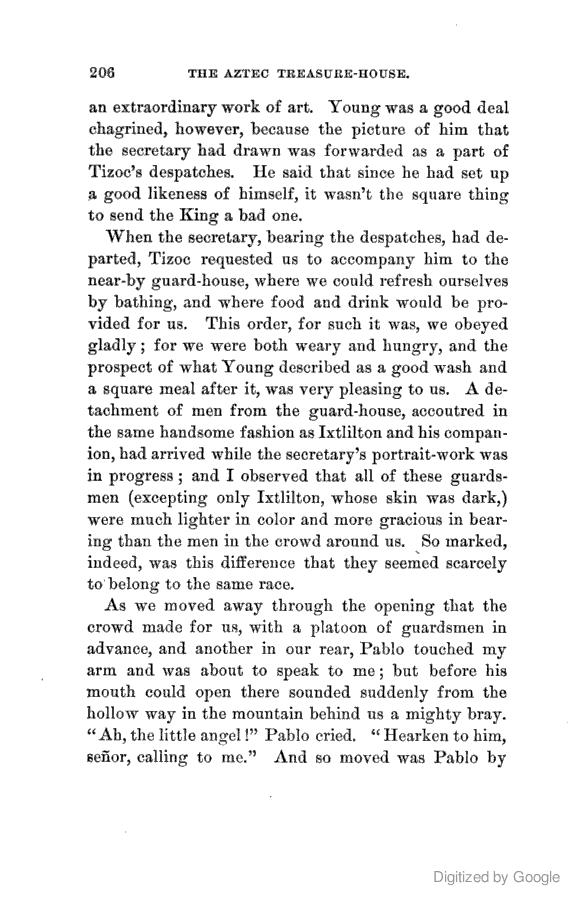 206 THE AZTEC TREASURE-HOUSE.
an extraordinary work of art. Young was a good deal
chagrined, however, because the picture of him that
the secretary had drawn was forwarded as a part of
Tizoc's despatches. He said that since he had set up
a good likeness of himself, it wasn't the square thing
to send the King a bad one.
When the secretary, bearing the despatches, had de-
parted, Tizoc requested us to accompany him to the
near-by guard-house, where we could refresh ourselves
by bathing, and where food and drink would be pro-
vided for us. This order, for such it was, we obeyed
gladly; for we were both weary and hungry, and the
prospect of what Young described as a good wash and
a square meal after it, was very pleasing to us. A de-
tachment of men from the guard-house, accoutred in
the same handsome fashion as Ixtlilton and his compan-
ion, had arrived while the secretary's portrait-work was
in progress; and I observed that all of these guards-
men (excepting only Ixtlilton, whose skin was dark,)
were much lighter in color and more gracious in bear-
ing than the men in the crowd around us. So marked,
indeed, was this difference that they seemed scarcely
to belong to the same race.
As we moved away through the opening that the
crowd made for us, with a platoon of guardsmen in
advance, and another in our rear, Pablo touched my
arm and was about to speak to me; but before his
mouth could open there sounded suddenly from the
hollow way in the mountain behind us a mighty bray.
"Ah, the little angel!" Pablo cried. "Hearken to him,
señor, calling to me." And so moved was Pablo by
Digitized by Google